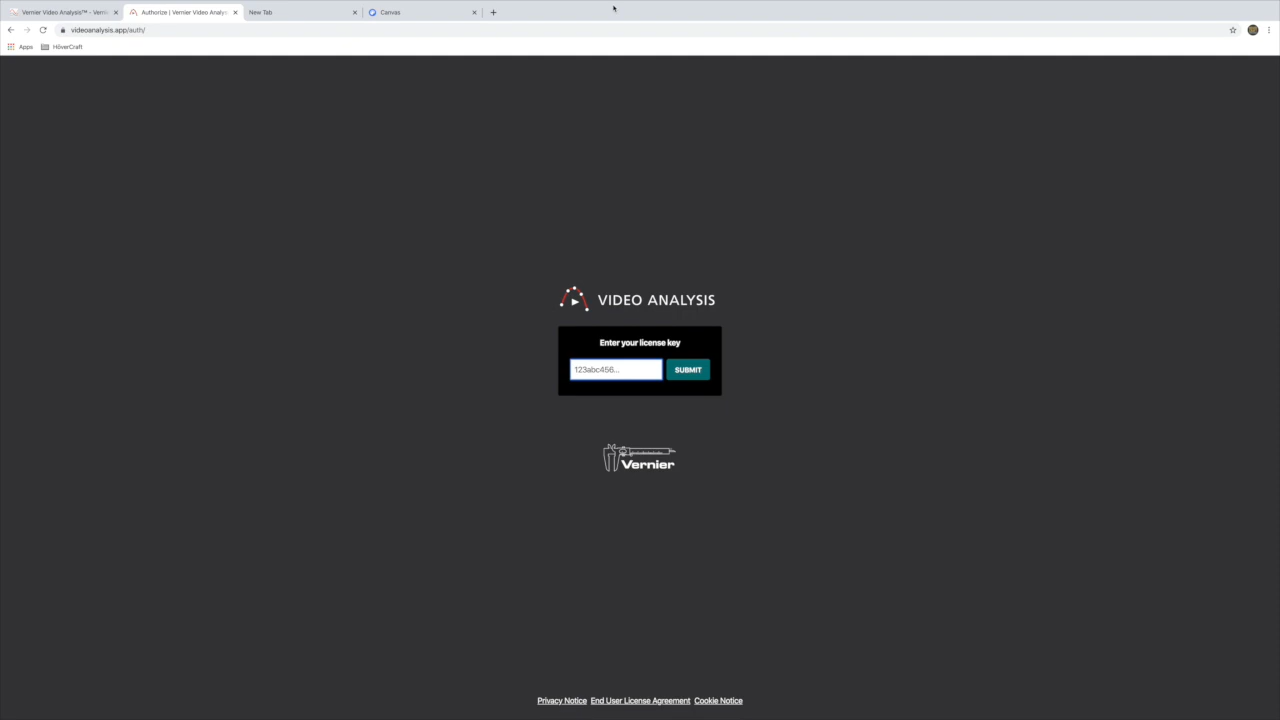 Vernier Video Analysis™ - Verni
Authorize | Vernier Video Analys
New Tab
Canvas
videoanalysis.app/auth/
Apps
HöverCraft
VIDEO ANALYSIS
Enter your license key
123abc456...
SUBMIT
Vernier
Privacy Notice End User License Agreement Cookie Notice